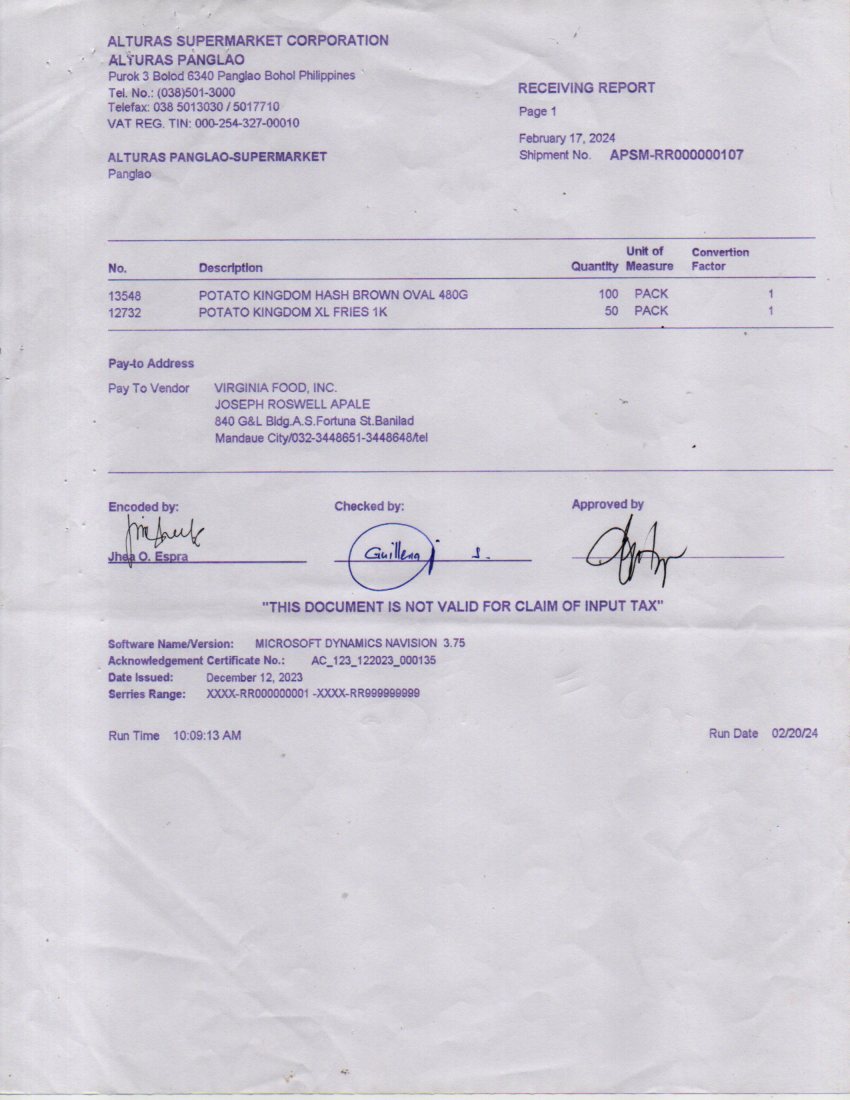 ALTURAS SUPERMARKET CORPORATION
ALTURAS PANGLAO
Purok 3 Bolod 6340 Panglao Bohol Philippines
Tel. No.: (038)501-3000
Telefax: 038 5013030 / 5017710
VAT REG. TIN: 000-254-327-00010
RECEIVING REPORT
Page 1
February 17, 2024
Shipment No. APSM-RR000000107
ALTURAS PANGLAO-SUPERMARKET
Panglao
No. Description Quantity Unit of Measure Convertion Factor
13548 POTATO KINGDOM HASH BROWN OVAL 480G 100 PACK 1
12732 POTATO KINGDOM XL FRIES 1K 50 PACK 1
Pay-to Address
Pay To Vendor VIRGINIA FOOD, INC.
JOSEPH ROSWELL APALE
840 G&L Bldg.A.S.Fortuna St.Banilad
Mandaue City/032-3448651-3448648/tel
Encoded by: Checked by: Approved by
Jhea O. Espra Guillena J S.
"THIS DOCUMENT IS NOT VALID FOR CLAIM OF INPUT TAX"
Software Name/Version: MICROSOFT DYNAMICS NAVISION 3.75
Acknowledgement Certificate No.: AC_123_122023_000135
Date Issued: December 12, 2023
Serries Range: XXXX-RR000000001 -XXXX-RR999999999
Run Time 10:09:13 AM Run Date 02/20/24